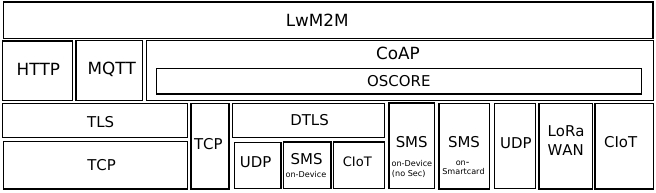 LwM2M
HTTP
MQTT
CoAP
OSCORE
TLS
TCP
TCP
DTLS
UDP
SMS
on-Device
CIoT
SMS
on-Device
(no Sec)
SMS
on-
Smartcard
UDP
LoRa
WAN
CIoT